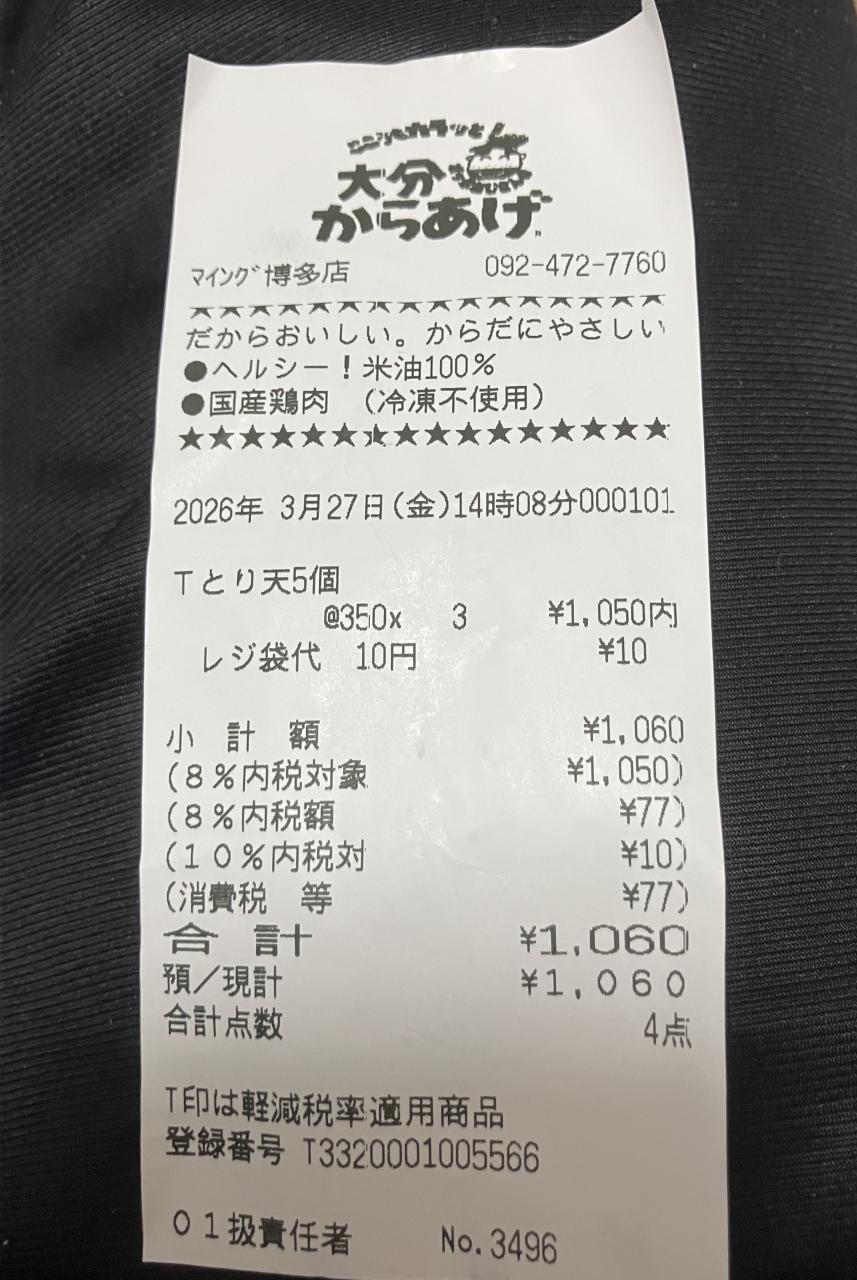 大分
からあげ
マイング博多店 092-472-7760
★★★★★★★★★★★★★★★★
だからおいしい。からだにやさしい
●ヘルシー！米油100％
●国産鶏肉 （冷凍不使用）
★★★★★★★★★★★★★★★★
2026年 3月27日(金)14時08分000101
Tとり天5個
@350x 3 ¥1,050内
レジ袋代 10円 ¥10
小 計 額 ¥1,060
(8％内税対象 ¥1,050)
(8％内税額 ¥77)
(10％内税対 ¥10)
(消費税 等 ¥77)
合 計 ¥1,060
預／現計 ¥1,060
合計点数 4点
T印は軽減税率適用商品
登録番号 T3320001005566
01扱責任者 No.3496